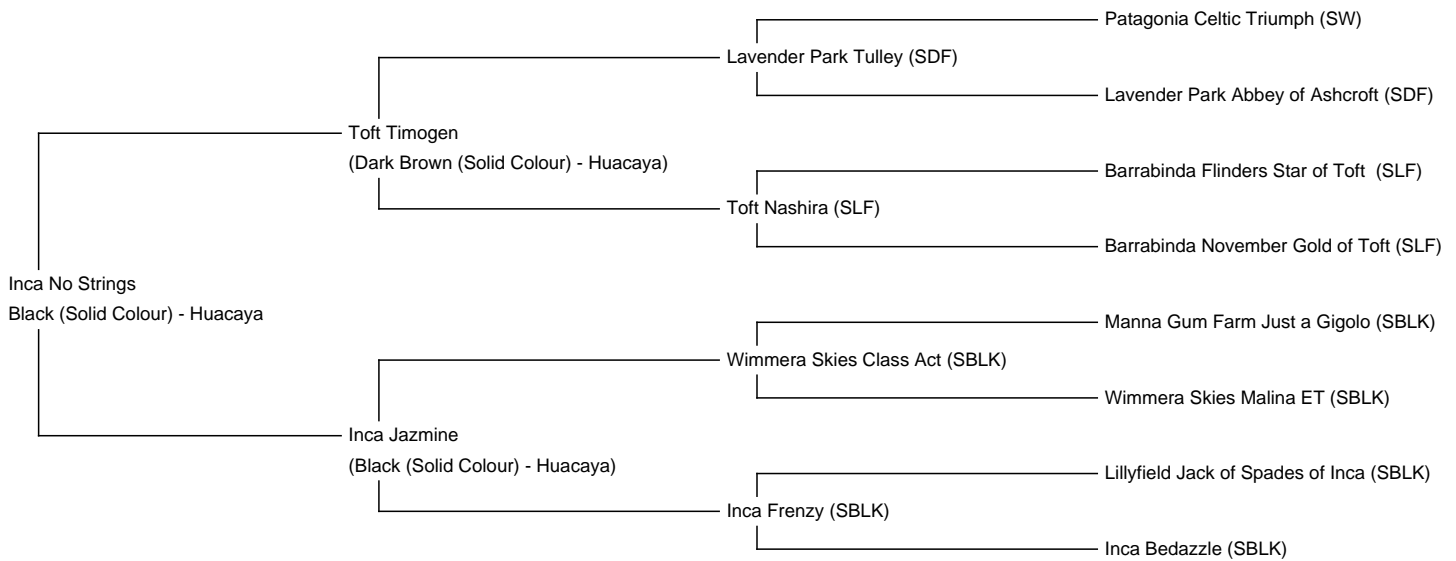 Patagonia Celtic Triumph (SW)
Lavender Park Tulley (SDF)
Lavender Park Abbey of Ashcroft (SDF)
Toft Timogen
(Dark Brown (Solid Colour) - Huacaya)
Barrabinda Flinders Star of Toft  (SLF)
Toft Nashira (SLF)
Barrabinda November Gold of Toft (SLF)
Inca No Strings
Black (Solid Colour) - Huacaya
Manna Gum Farm Just a Gigolo (SBLK)
Wimmera Skies Class Act (SBLK)
Wimmera Skies Malina ET (SBLK)
Inca Jazmine
(Black (Solid Colour) - Huacaya)
Lillyfield Jack of Spades of Inca (SBLK)
Inca Frenzy (SBLK)
Inca Bedazzle (SBLK)